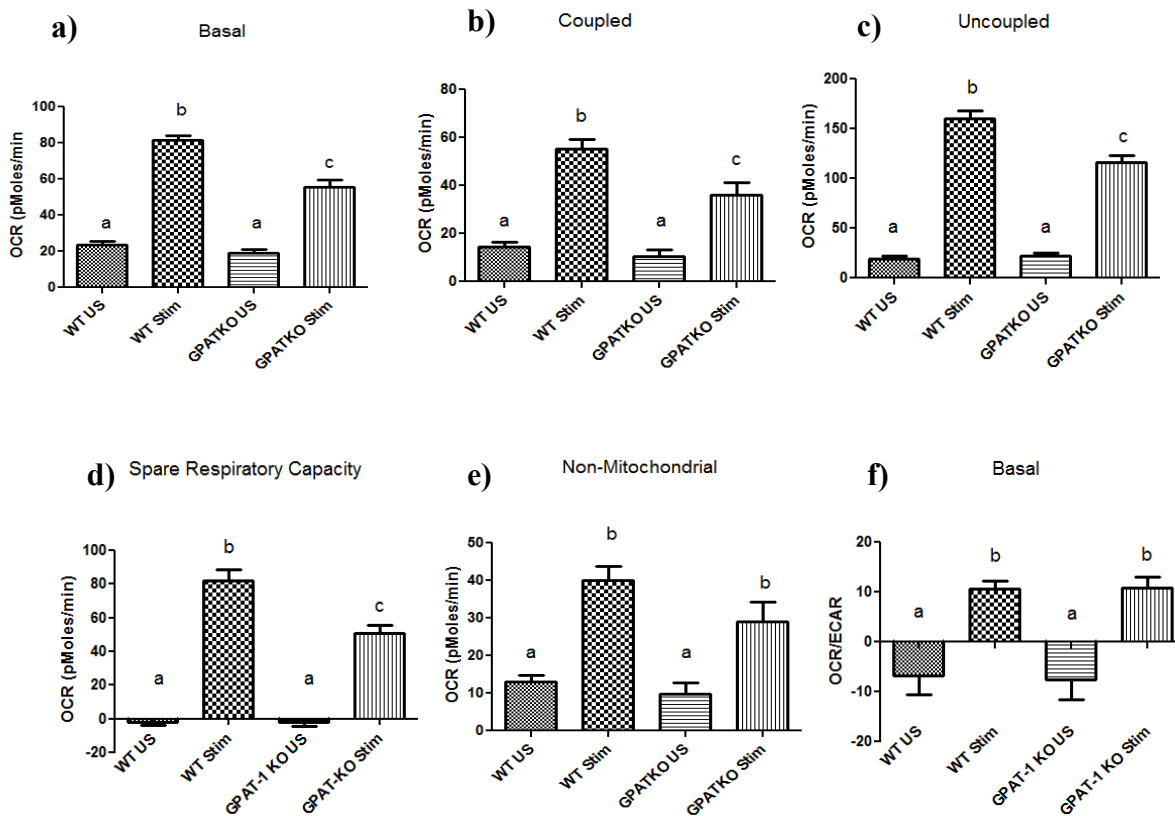 a) Basal
OCR (pMoles/min
100
80
60
40
20
0
a
b
a
c
WT US
WT Stim
GPATKO US
GPATKO Stim
b) Coupled
OCR (pMoles/min)
80
60
40
20
0
a
b
a
c
WT US
WT Stim
GPATKO US
GPATKO Stim
c) Uncoupled
OCR (pMoles/min)
200
150
100
50
0
a
b
a
c
WT US
WT Stim
GPATKO US
GPATKO Stim
d) Spare Respiratory Capacity
OCR (pMoles/min)
100
80
60
40
20
0
-20
a
b
a
c
WT US
WT Stim
GPAT-1 KO US
GPAT-KO Stim
e) Non-Mitochondrial
OCR (pMoles/min)
50
40
30
20
10
0
a
b
a
b
WT US
WT Stim
GPATKO US
GPATKO Stim
f) Basal
OCR/ECAR
20
10
0
-10
-20
a
b
a
b
WT US
WT Stim
GPAT-1 KO US
GPAT-1 KO Stim